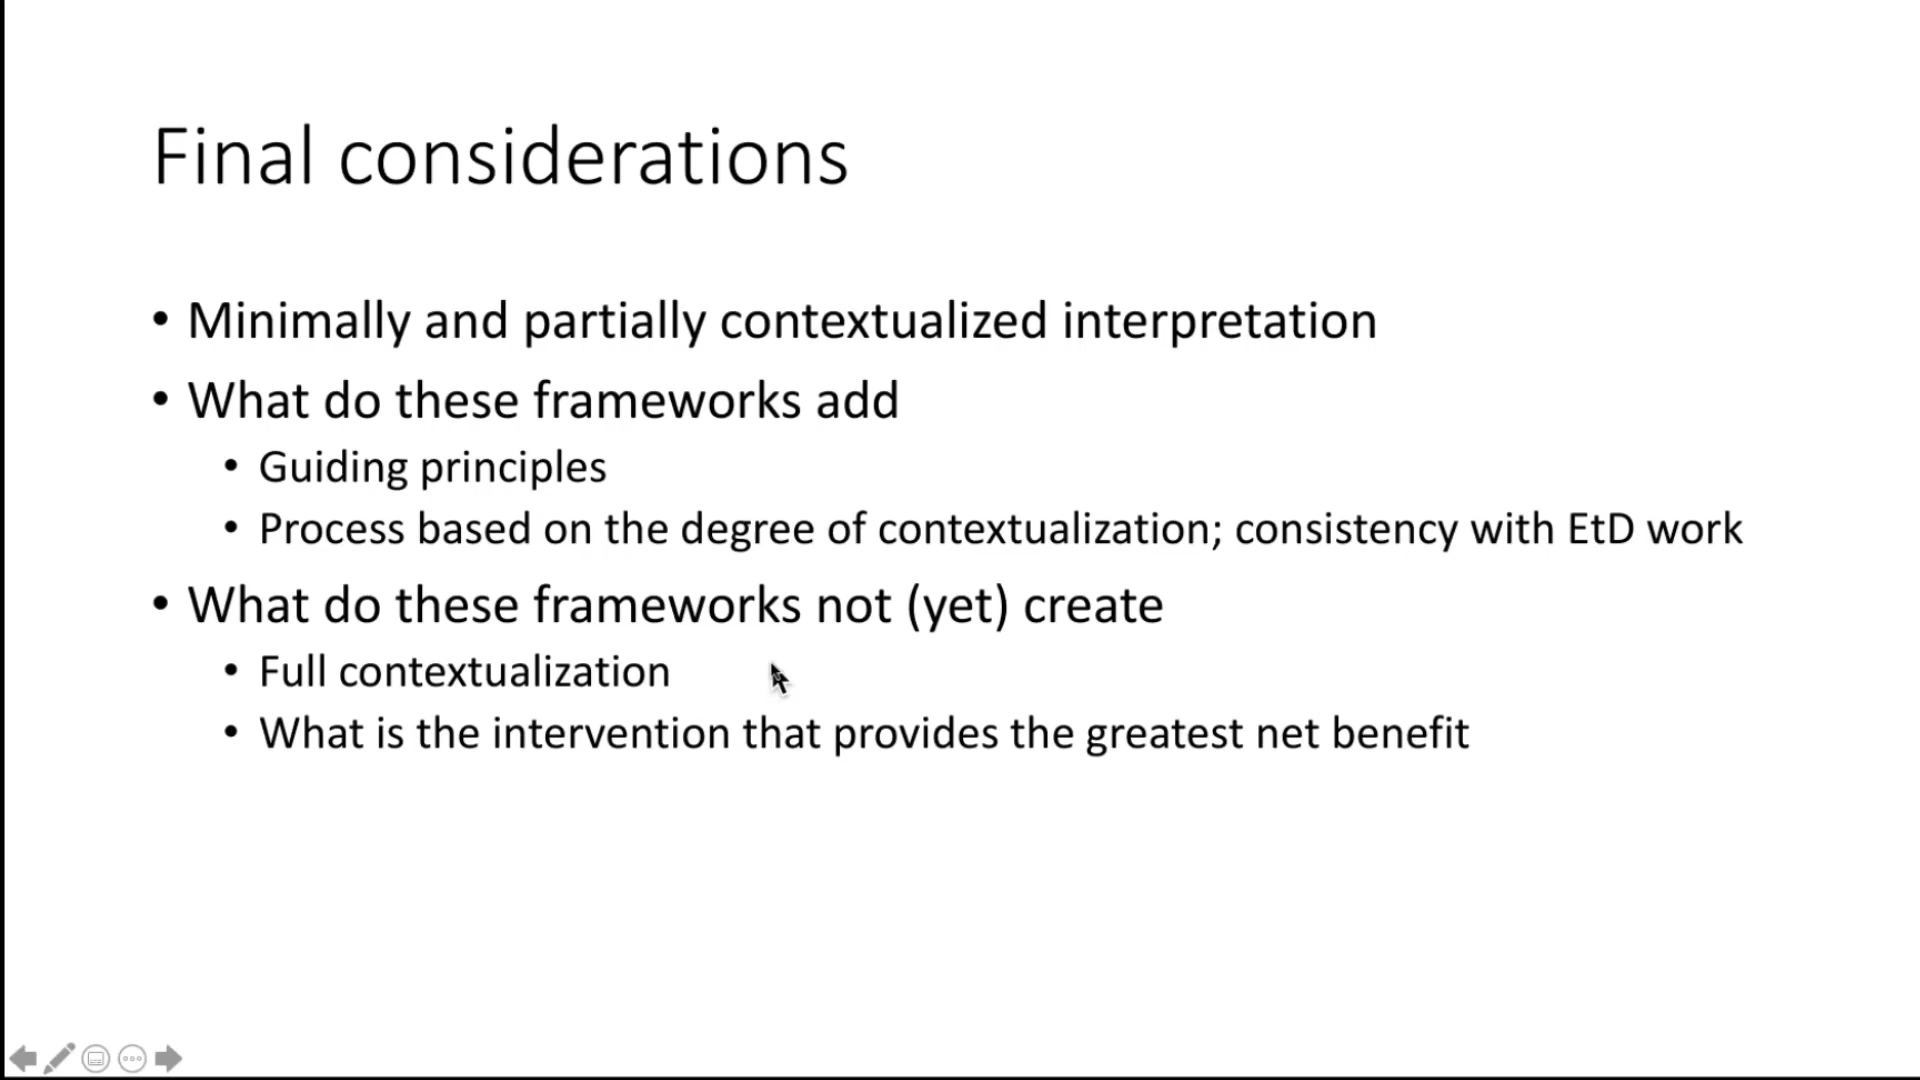 Final considerations
• Minimally and partially contextualized interpretation
• What do these frameworks add
• Guiding principles
• Process based on the degree of contextualization; consistency with EtD work
• What do these frameworks not (yet) create
• Full contextualization
• What is the intervention that provides the greatest net benefit